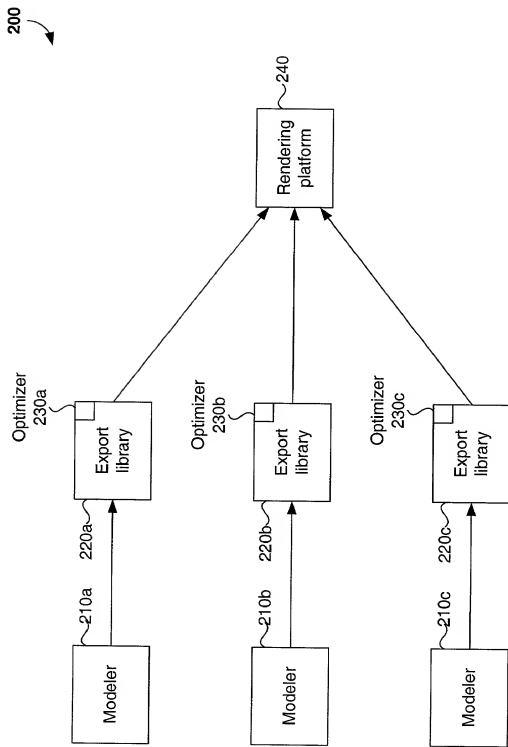 200
Optimizer
230a
220a
210a
Modeler
Export
library
Optimizer
230b
220b
210b
Modeler
Export
library
240
Rendering
platform
Optimizer
230c
220c
210c
Modeler
Export
library